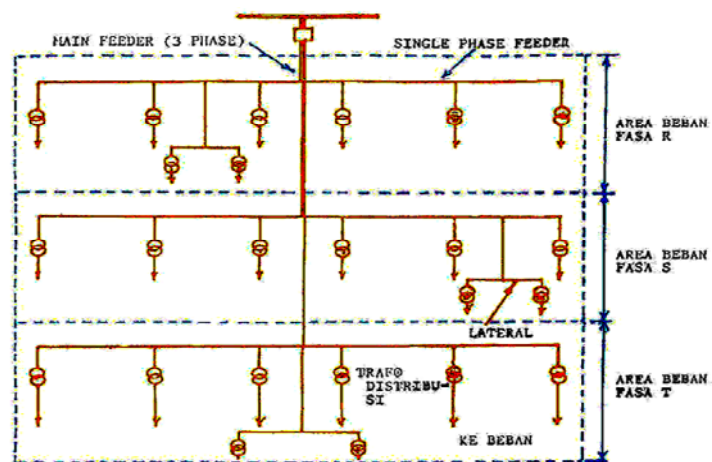 MAIN FEEDER (3 PHASE)
SINGLE PHASE FEEDER
AREA BEBAN
FASA R
AREA BEBAN
FASA S
LATERAL
TRAFO
DISTRIBU-
SI
AREA BEBAN
FASA T
KE BEBAN